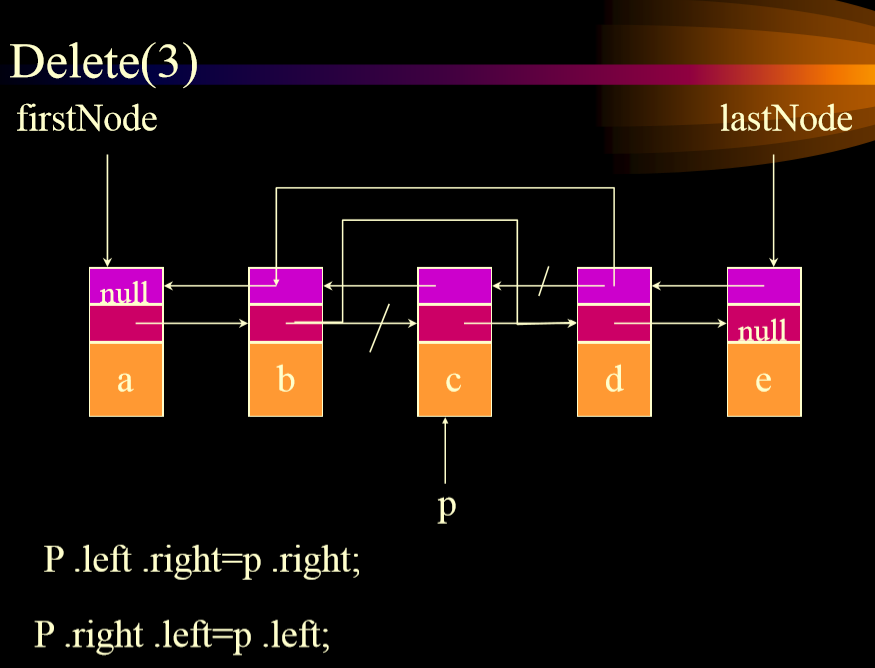 Delete(3)
firstNode lastNode
null
null
a b c d e
p
P .left .right=p .right;
P .right .left=p .left;